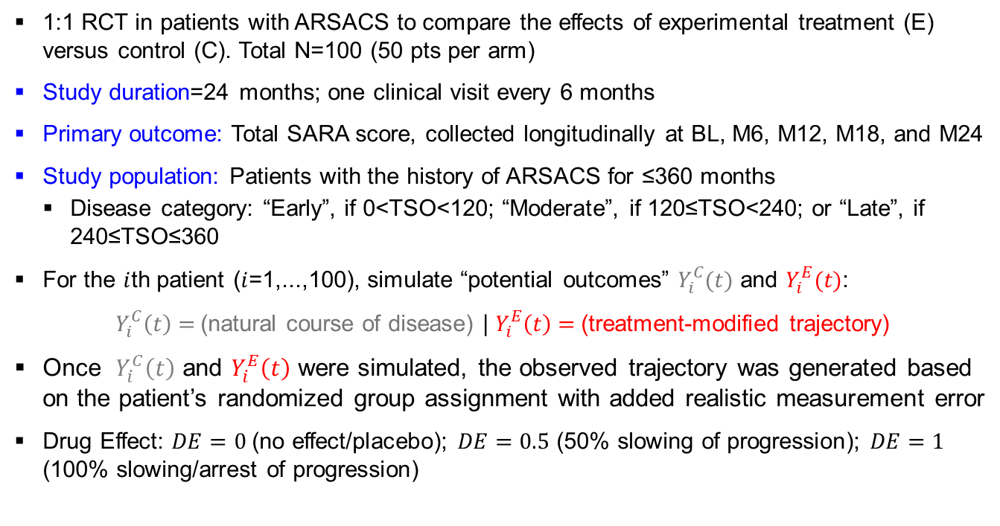 ▪ 1:1 RCT in patients with ARSACS to compare the effects of experimental treatment (E)
versus control (C). Total N=100 (50 pts per arm)
▪ Study duration=24 months; one clinical visit every 6 months
▪ Primary outcome: Total SARA score, collected longitudinally at BL, M6, M12, M18, and M24
▪ Study population: Patients with the history of ARSACS for ≤360 months
▪ Disease category: “Early”, if 0<TSO<120; “Moderate”, if 120≤TSO<240; or “Late”, if
240≤TSO≤360
▪ For the 𝑖th patient (𝑖=1,...,100), simulate “potential outcomes” 𝑌ᵢᶜ(𝑡) and 𝑌ᵢᴱ(𝑡):
𝑌ᵢᶜ(𝑡) = (natural course of disease) | 𝑌ᵢᴱ(𝑡) = (treatment-modified trajectory)
▪ Once 𝑌ᵢᶜ(𝑡) and 𝑌ᵢᴱ(𝑡) were simulated, the observed trajectory was generated based
on the patient’s randomized group assignment with added realistic measurement error
▪ Drug Effect: 𝐷𝐸 = 0 (no effect/placebo); 𝐷𝐸 = 0.5 (50% slowing of progression); 𝐷𝐸 = 1
(100% slowing/arrest of progression)